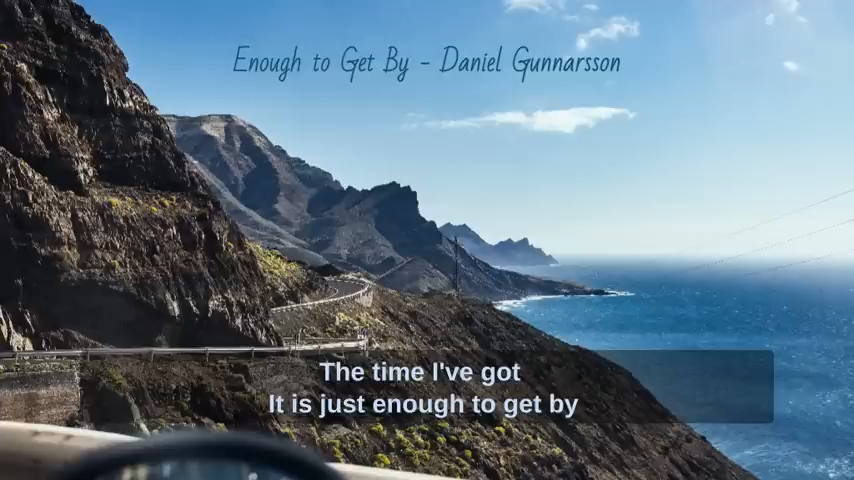 Enough to Get By - Daniel Gunnarsson
The time I've got
It is just enough to get by